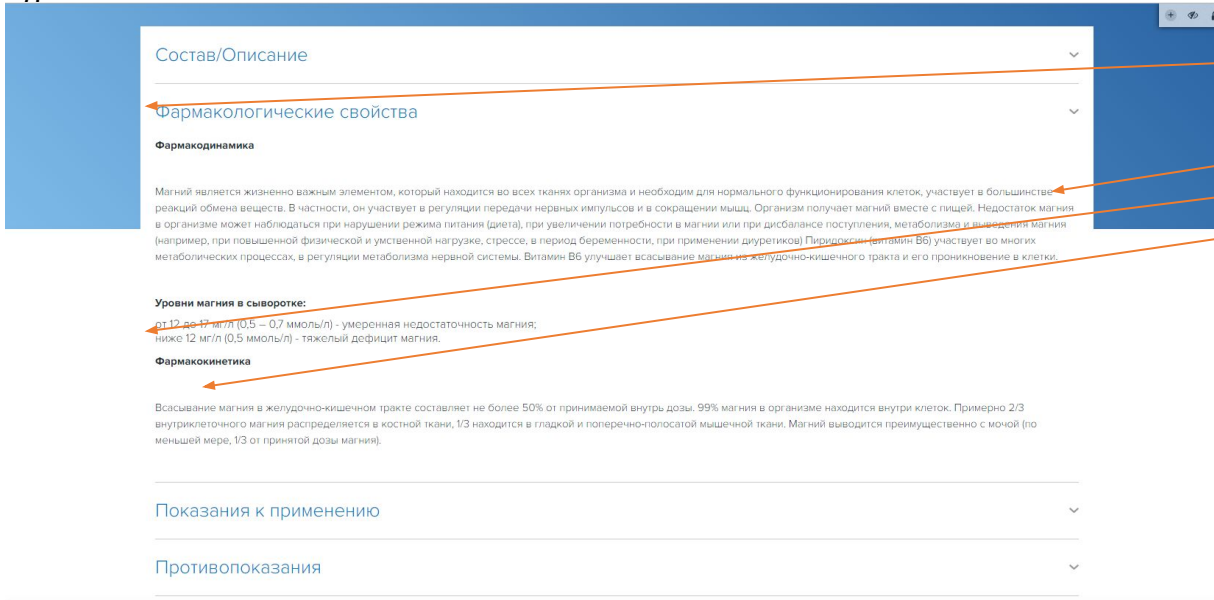 Состав/Описание
Фармакологические свойства
Фармакодинамика
Магний является жизненно важным элементом, который находится во всех тканях организма и необходим для нормального функционирования клеток, участвует в большинстве
реакций обмена веществ. В частности, он участвует в регуляции передачи нервных импульсов и в сокращении мышц. Организм получает магний вместе с пищей. Недостаток магния
в организме может наблюдаться при нарушении режима питания (диета), при увеличении потребности в магнии или при дисбалансе поступления, метаболизма и выведения магния
(например, при повышенной физической и умственной нагрузке, стрессе, в период беременности, при применении диуретиков) Пиридоксин (витамин В6) участвует во многих
метаболических процессах, в регуляции метаболизма нервной системы. Витамин В6 улучшает всасывание магния из желудочно-кишечного тракта и его проникновение в клетки.
Уровни магния в сыворотке:
от 12 до 17 мг/л (0,5 – 0,7 ммоль/л) - умеренная недостаточность магния;
ниже 12 мг/л (0,5 ммоль/л) - тяжелый дефицит магния.
Фармакокинетика
Всасывание магния в желудочно-кишечном тракте составляет не более 50% от принимаемой внутрь дозы. 99% магния в организме находится внутри клеток. Примерно 2/3
внутриклеточного магния распределяется в костной ткани, 1/3 находится в гладкой и поперечно-полосатой мышечной ткани. Магний выводится преимущественно с мочой (по
меньшей мере, 1/3 от принятой дозы магния).
Показания к применению
Противопоказания